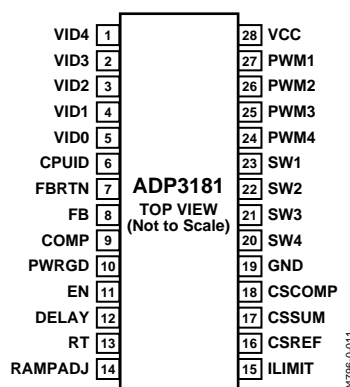 VID4 1 28 VCC
VID3 2 27 PWM1
VID2 3 26 PWM2
VID1 4 25 PWM3
VID0 5 24 PWM4
CPUID 6 23 SW1
FBRTN 7 ADP3181 22 SW2
FB 8 TOP VIEW 21 SW3
COMP 9 (Not to Scale) 20 SW4
PWRGD 10 19 GND
EN 11 18 CSCOMP
DELAY 12 17 CSSUM
RT 13 16 CSREF
RAMPADJ 14 15 ILIMIT